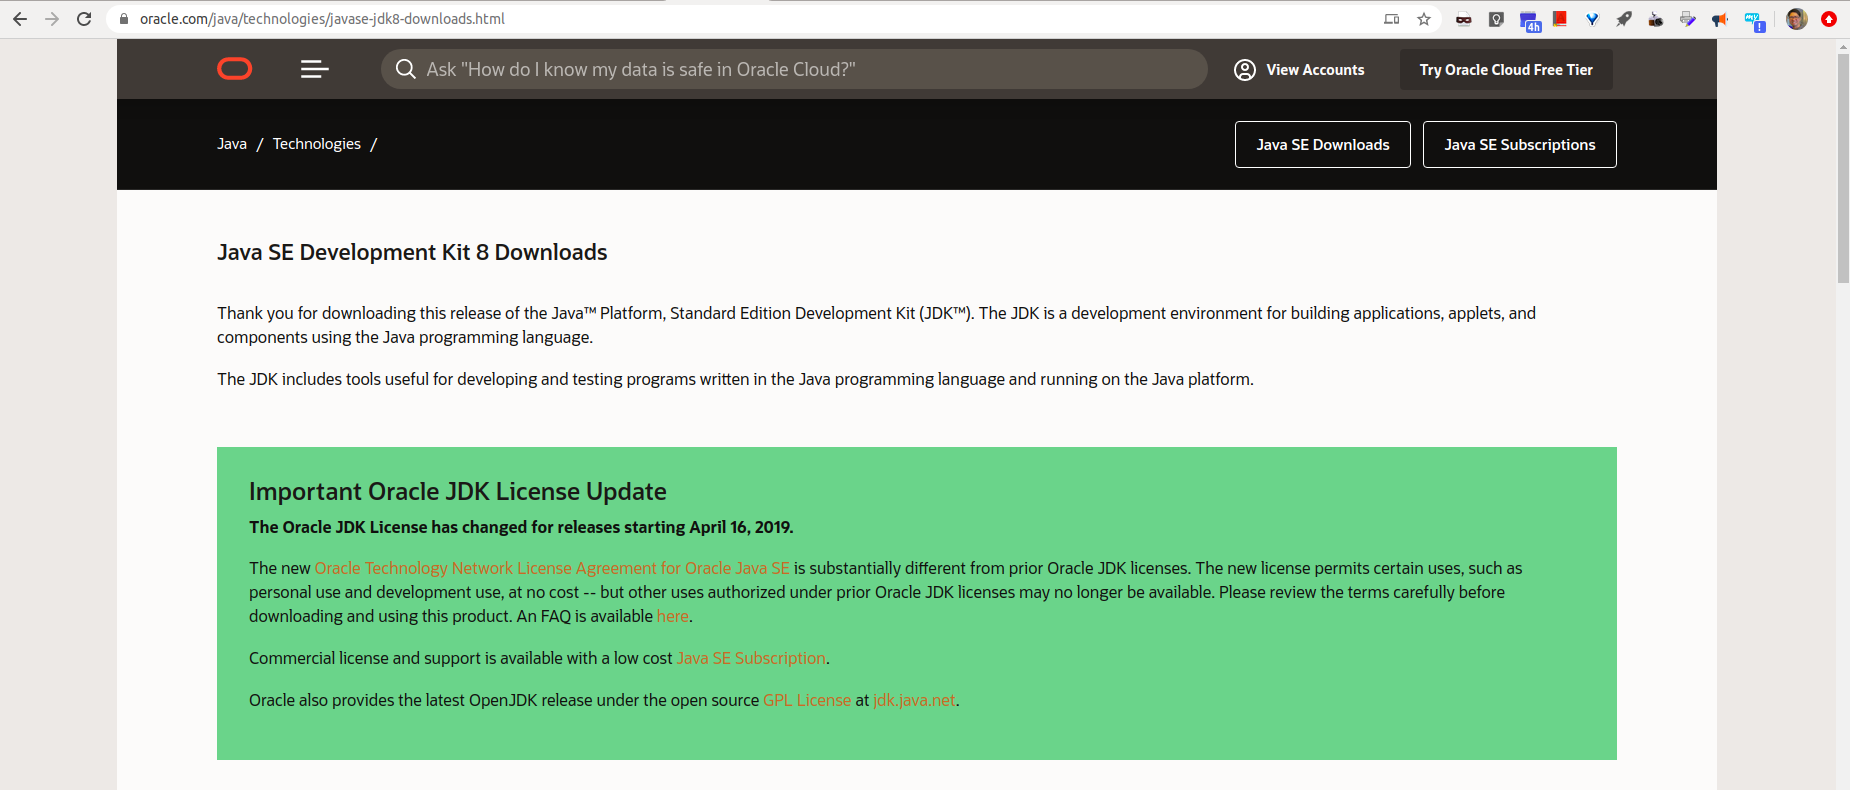 oracle.com/java/technologies/javase-jdk8-downloads.html
4h
!
Ask "How do I know my data is safe in Oracle Cloud?"
View Accounts
Try Oracle Cloud Free Tier
Java / Technologies /
Java SE Downloads
Java SE Subscriptions
Java SE Development Kit 8 Downloads
Thank you for downloading this release of the Java™ Platform, Standard Edition Development Kit (JDK™). The JDK is a development environment for building applications, applets, and
components using the Java programming language.
The JDK includes tools useful for developing and testing programs written in the Java programming language and running on the Java platform.
Important Oracle JDK License Update
The Oracle JDK License has changed for releases starting April 16, 2019.
The new Oracle Technology Network License Agreement for Oracle Java SE is substantially different from prior Oracle JDK licenses. The new license permits certain uses, such as
personal use and development use, at no cost -- but other uses authorized under prior Oracle JDK licenses may no longer be available. Please review the terms carefully before
downloading and using this product. An FAQ is available here.
Commercial license and support is available with a low cost Java SE Subscription.
Oracle also provides the latest OpenJDK release under the open source GPL License at jdk.java.net.